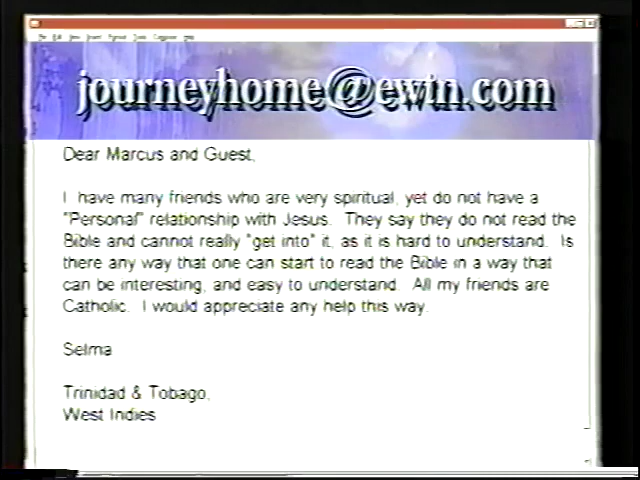 journeyhome@ewtn.com
Dear Marcus and Guest,
I have many friends who are very spiritual, yet do not have a
"Personal" relationship with Jesus. They say they do not read the
Bible and cannot really "get into" it, as it is hard to understand. Is
there any way that one can start to read the Bible in a way that
can be interesting, and easy to understand. All my friends are
Catholic. I would appreciate any help this way.
Selma
Trinidad & Tobago,
West Indies